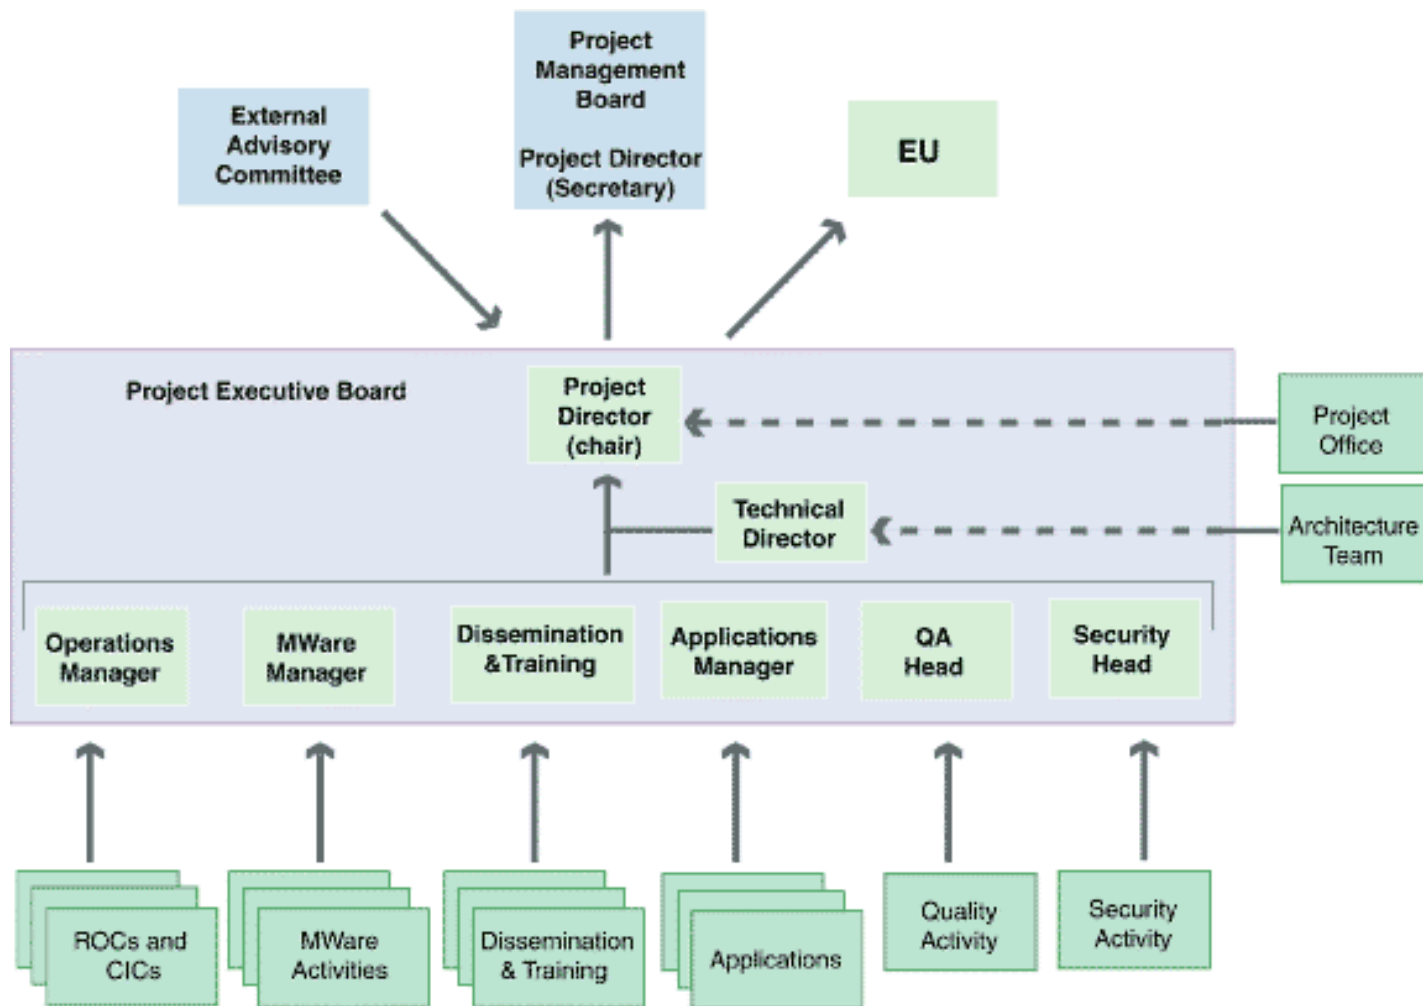 Project
Management
Board
Project Director
(Secretary)
External
Advisory
Committee
EU
Project Executive Board
Project
Director
(chair)
Project
Office
Technical
Director
Architecture
Team
Operations
Manager
MWare
Manager
Dissemination
&Training
Applications
Manager
QA
Head
Security
Head
ROCs and
CICs
MWare
Activities
Dissemination
& Training
Applications
Quality
Activity
Security
Activity